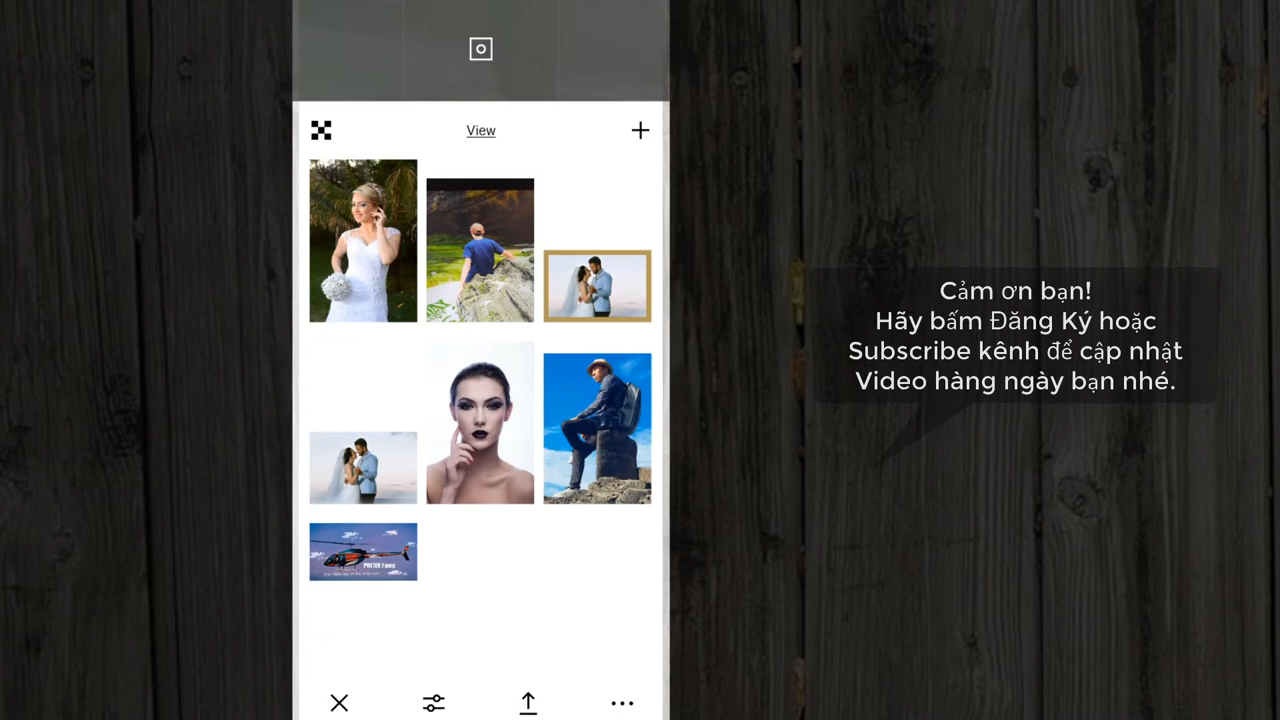 View
Cảm ơn bạn!
Hãy bấm Đăng Ký hoặc
Subscribe kênh để cập nhật
Video hàng ngày bạn nhé.